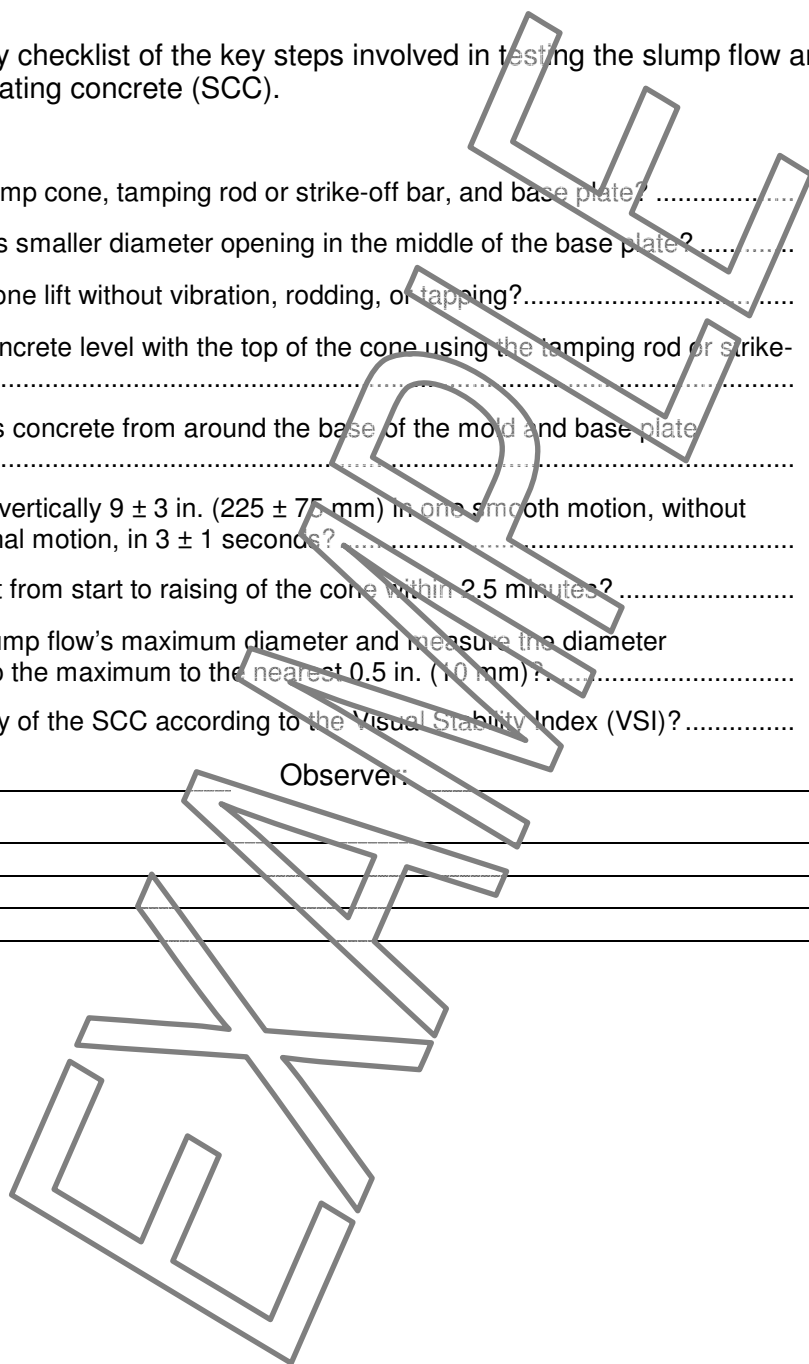 y checklist of the key steps involved in testing the slump flow an
ating concrete (SCC).
mp cone, tamping rod or strike-off bar, and base plate? ....................
s smaller diameter opening in the middle of the base plate? .............
one lift without vibration, rodding, or tapping?.....................................
ncrete level with the top of the cone using the tamping rod or strike-
..............................................................................................................
s concrete from around the base of the mold and base plate
..............................................................................................................
vertically 9 ± 3 in. (225 ± 75 mm) in one smooth motion, without
nal motion, in 3 ± 1 seconds? ...............................................................
t from start to raising of the cone within 2.5 minutes? ........................
ump flow's maximum diameter and measure the diameter
o the maximum to the nearest 0.5 in. (10 mm)?..................................
y of the SCC according to the Visual Stability Index (VSI)? ...............
Observer:
EXAMPLE